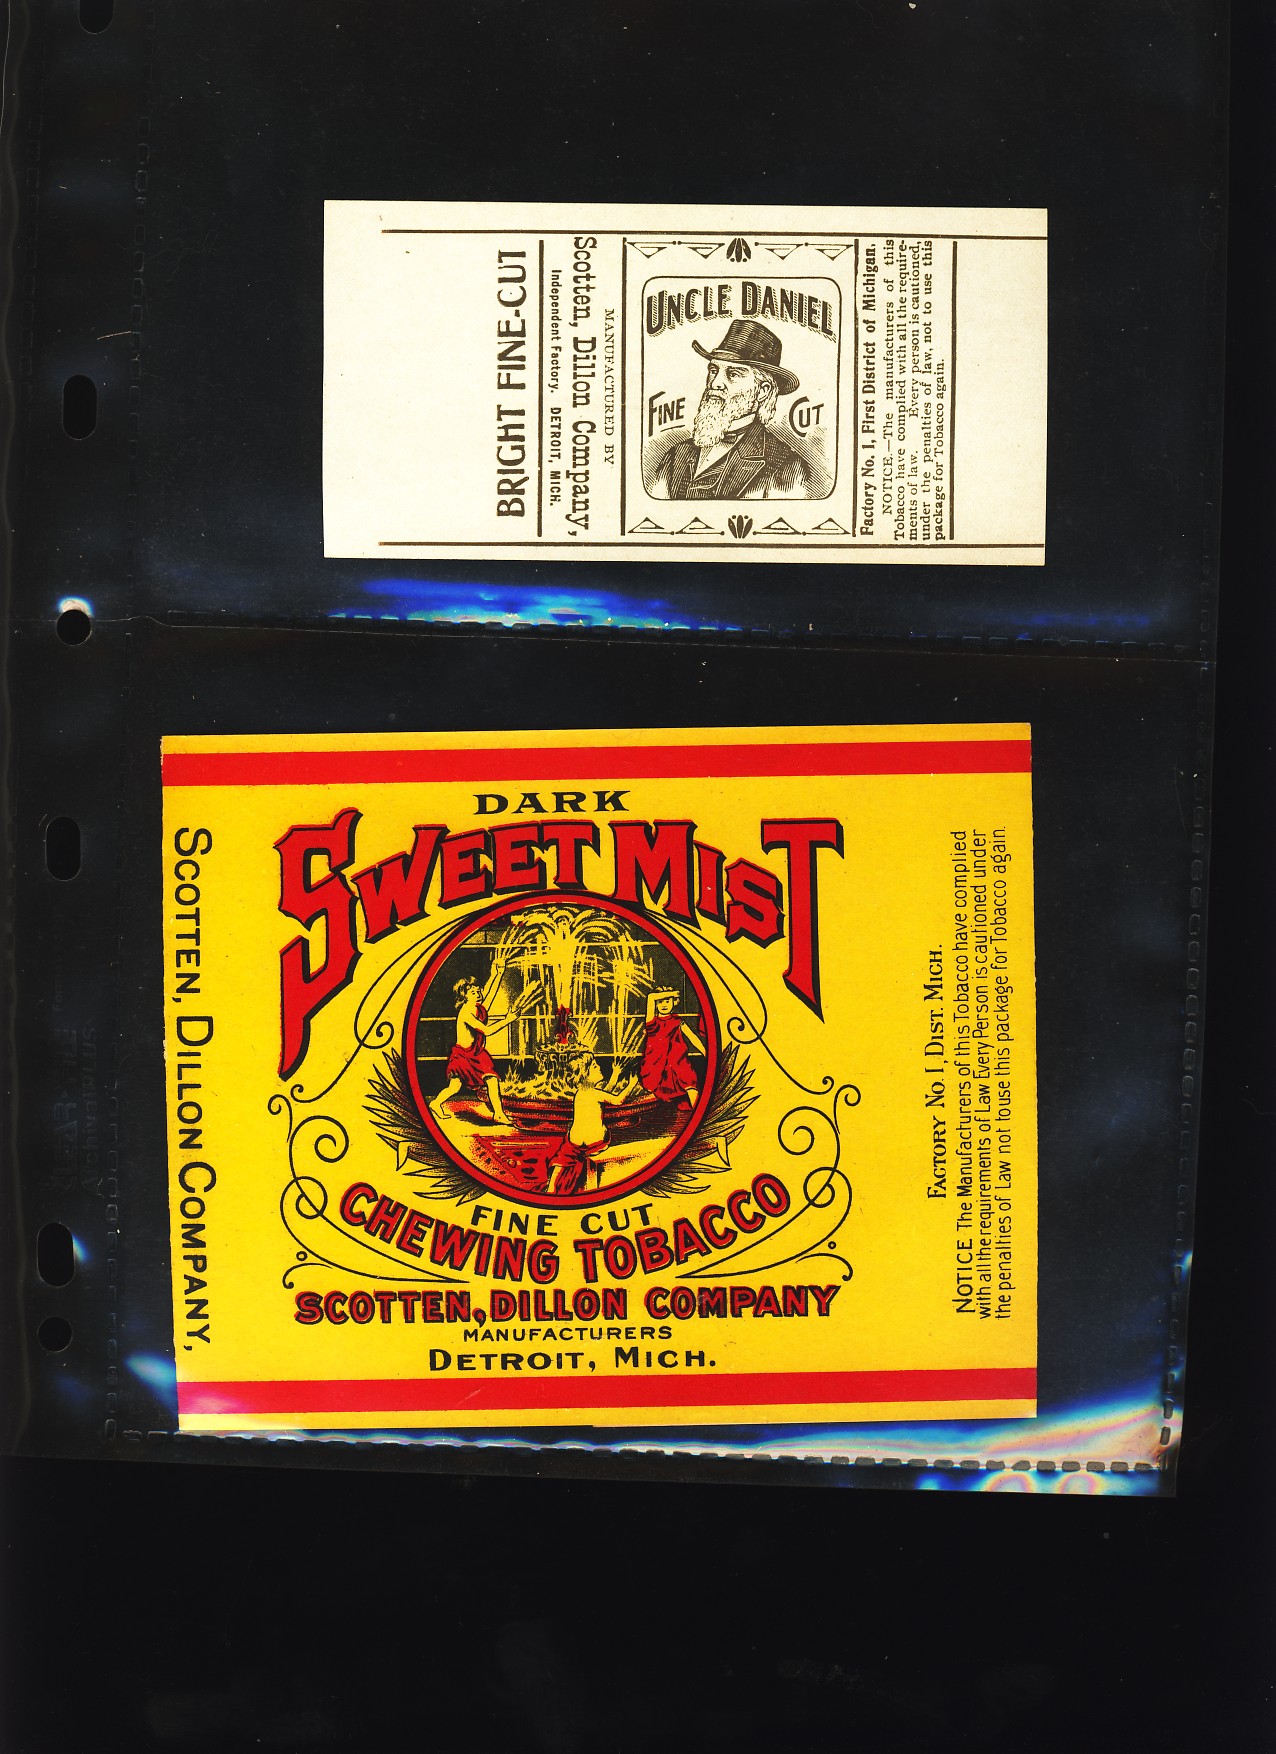 BRIGHT FINE-CUT
Independent Factory. DETROIT, MICH.
Scotten, Dillon Company,
MANUFACTURED BY
UNCLE DANIEL
FINE CUT
Factory No. 1, First District of Michigan.
NOTICE.—The manufacturers of this
Tobacco have complied with all the require-
ments of law. Every person is cautioned,
under the penalties of law, not to use this
package for Tobacco again.
SCOTTEN, DILLON COMPANY,
DARK
SWEET MIST
FINE CUT
CHEWING TOBACCO
SCOTTEN, DILLON COMPANY
MANUFACTURERS
DETROIT, MICH.
FACTORY No. 1, DIST. MICH.
NOTICE The Manufacturers of this Tobacco have complied
with all the requirements of Law Every Person is cautioned under
the penalties of Law not to use this package for Tobacco again.